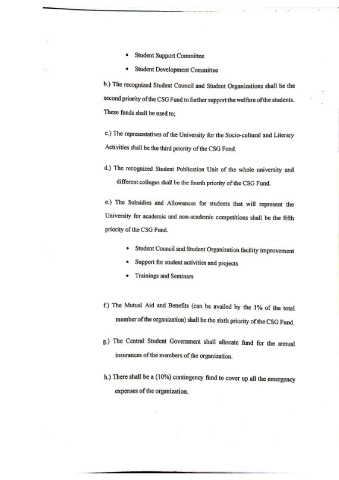 • Student Support Committee
• Student Development Committee
b.) The recognized Student Council and Student Organizations shall be the
second priority of the CSG Fund to further support the welfare of the students.
These funds shall be used to;
c.) The representatives of the University for the Socio-cultural and Literacy
Activities shall be the third priority of the CSG Fund.
d.) The recognized Student Publication Unit of the whole university and
different colleges shall be the fourth priority of the CSG Fund.
e.) The Subsidies and Allowances for students that will represent the
University for academic and non-academic competitions shall be the fifth
priority of the CSG Fund.
• Student Council and Student Organization facility improvement
• Support for student activities and projects
• Trainings and Seminars
f.) The Mutual Aid and Benefits (can be availed by the 1% of the total
member of the organization) shall be the sixth priority of the CSG Fund.
g.) The Central Student Government shall allocate fund for the annual
insurances of the members of the organization.
h.) There shall be a (10%) contingency fund to cover up all the emergency
expenses of the organization.